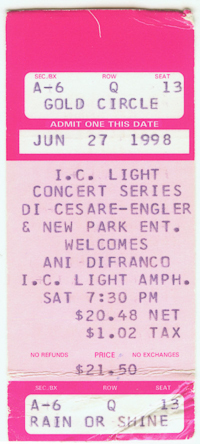 SEC.BX ROW SEAT
A-6 Q 13
GOLD CIRCLE
ADMIT ONE THIS DATE
JUN 27 1998
I.C. LIGHT
CONCERT SERIES
DI CESARE-ENGLER
& NEW PARK ENT.
WELCOMES
ANI DIFRANCO
I.C. LIGHT AMPH.
SAT 7:30 PM
$20.48 NET
$1.02 TAX
NO REFUNDS PRICE NO EXCHANGES
$21.50
SEC.BX ROW SEAT
A-6 Q 13
RAIN OR SHINE